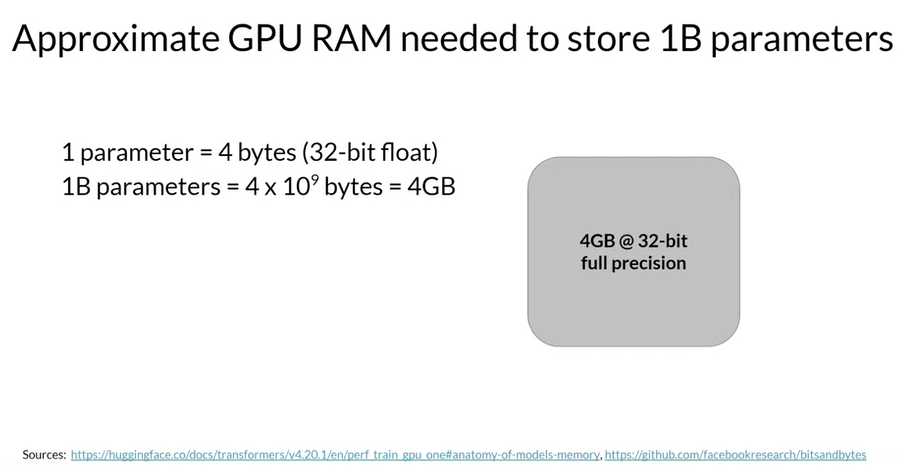 Approximate GPU RAM needed to store 1B parameters
1 parameter = 4 bytes (32-bit float)
1B parameters = 4 x 10⁹ bytes = 4GB
4GB @ 32-bit
full precision
Sources: https://huggingface.co/docs/transformers/v4.20.1/en/perf_train_gpu_one#anatomy-of-models-memory, https://github.com/facebookresearch/bitsandbytes